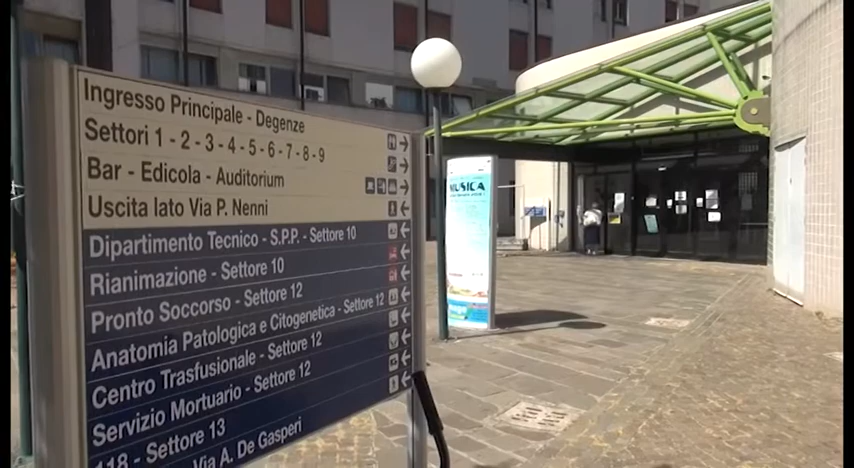 Ingresso Principale - Degenze
Settori 1 - 2 - 3 - 4 - 5 - 6 - 7 - 8 - 9
Bar - Edicola - Auditorium
Uscita lato Via P. Nenni
Dipartimento Tecnico - S.P.P. - Settore 10
Rianimazione - Settore 10
Pronto Soccorso - Settore 12
Anatomia Patologica e Citogenetica - Settore 12
Centro Trasfusionale - Settore 12
Servizio Mortuario - Settore 12
118 - Settore 13
Via A. De Gasperi
MUSICA